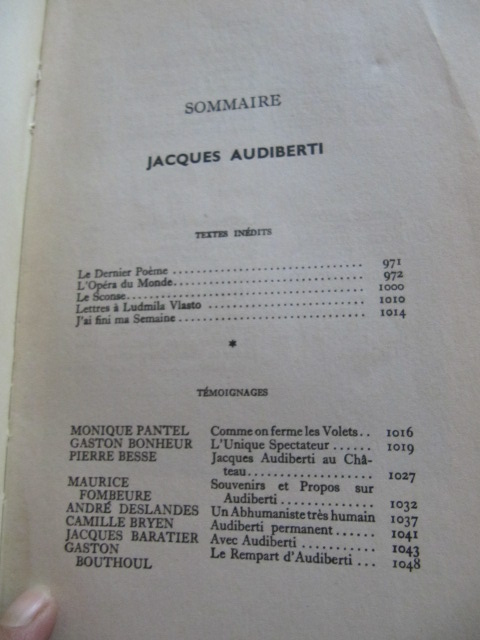 SOMMAIRE
JACQUES AUDIBERTI
TEXTES INÉDITS
Le Dernier Poème ........................ 971
L'Opéra du Monde........................ 972
Le Sconse........................ 1000
Lettres à Ludmila Vlasto ........................ 1010
J'ai fini ma Semaine ........................ 1014
*
TÉMOIGNAGES
MONIQUE PANTEL Comme on ferme les Volets.. 1016
GASTON BONHEUR L'Unique Spectateur ...... 1019
PIERRE BESSE Jacques Audiberti au Châ-
teau.................. 1027
MAURICE Souvenirs et Propos sur
FOMBEURE Audiberti ............. 1032
ANDRÉ DESLANDES Un Abhumaniste très humain 1037
CAMILLE BRYEN Audiberti permanent ...... 1041
JACQUES BARATIER Avec Audiberti ........... 1043
GASTON Le Rempart d'Audiberti ... 1048
BOUTHOUL